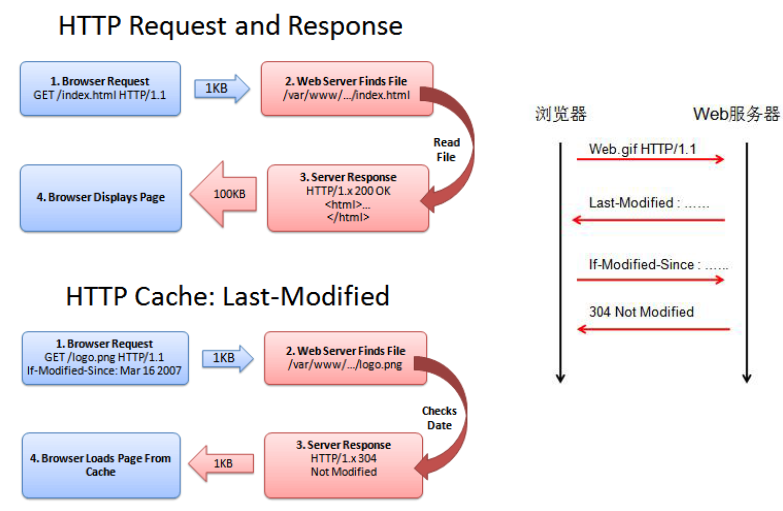 HTTP Request and Response
1. Browser Request
GET /index.html HTTP/1.1
1KB
2. Web Server Finds File
/var/www/.../index.html
Read
File
3. Server Response
HTTP/1.x 200 OK
<html>...
</html>
100KB
4. Browser Displays Page
HTTP Cache: Last-Modified
1. Browser Request
GET /logo.png HTTP/1.1
If-Modified-Since: Mar 16 2007
1KB
2. Web Server Finds File
/var/www/.../logo.png
Checks
Date
3. Server Response
HTTP/1.x 304
Not Modified
1KB
4. Browser Loads Page From
Cache
浏览器
Web服务器
Web.gif HTTP/1.1
Last-Modified : ......
If-Modified-Since : ......
304 Not Modified